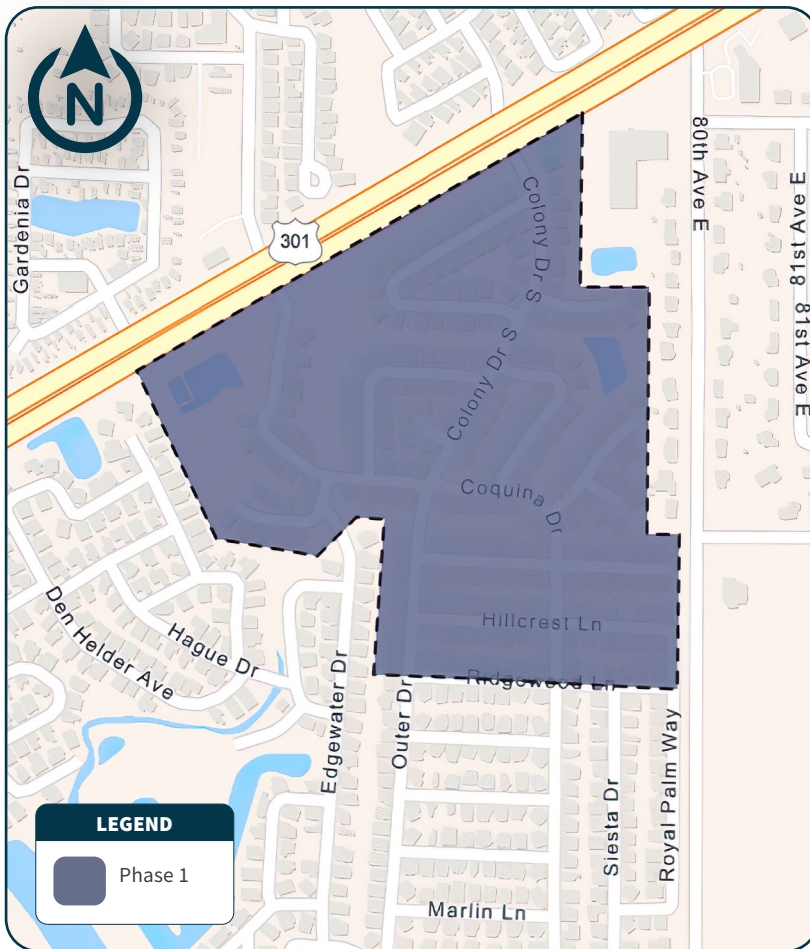 N
80th Ave E
81st Ave E
81st Ave E
Gardenia Dr
301
Colony Dr S
Colony Dr S
Coquina Dr
Hillcrest Ln
Ridgewood Ln
Den Helder Ave
Hague Dr
Edgewater Dr
Outer Dr
Siesta Dr
Royal Palm Way
Marlin Ln
LEGEND
Phase 1